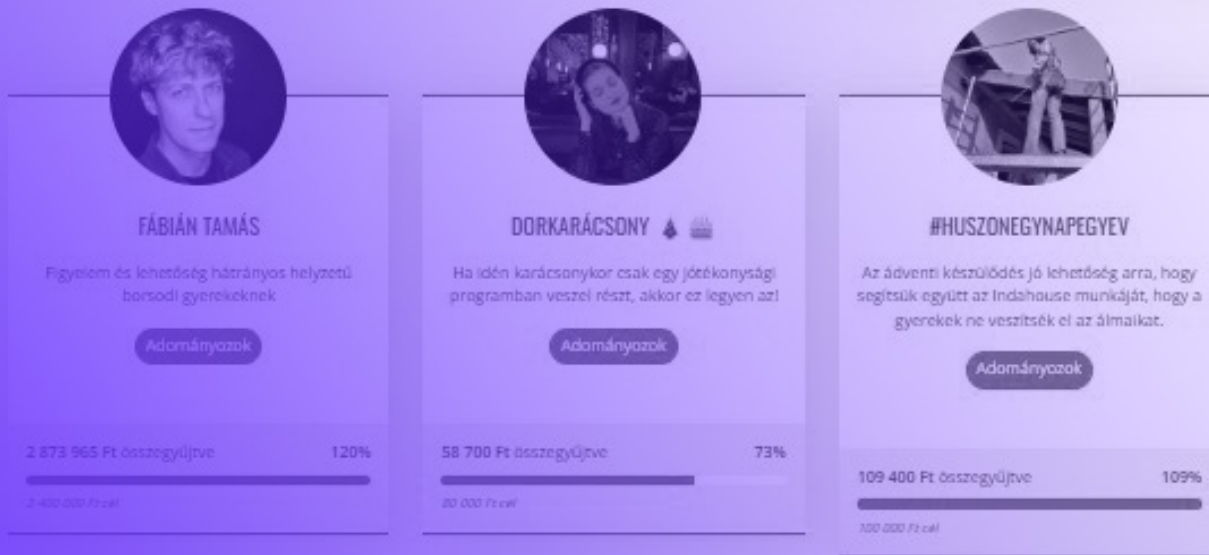 FÁBIÁN TAMÁS
Figyelem és lehetőség hátrányos helyzetű
borsodi gyerekeknek
Adományozok
2 873 965 Ft összegyűjtve 120%
2 400 000 Ft cél
DORKARÁCSONY 🎄 🎂
Ha idén karácsonykor csak egy jótékonysági
programban veszel részt, akkor ez legyen az!
Adományozok
58 700 Ft összegyűjtve 73%
80 000 Ft cél
#HUSZONEGYNAPEGYEV
Az ádventi készülődés jó lehetőség arra, hogy
segítsük együtt az Indahouse munkáját, hogy a
gyerekek ne veszítsék el az álmaikat.
Adományozok
109 400 Ft összegyűjtve 109%
100 000 Ft cél